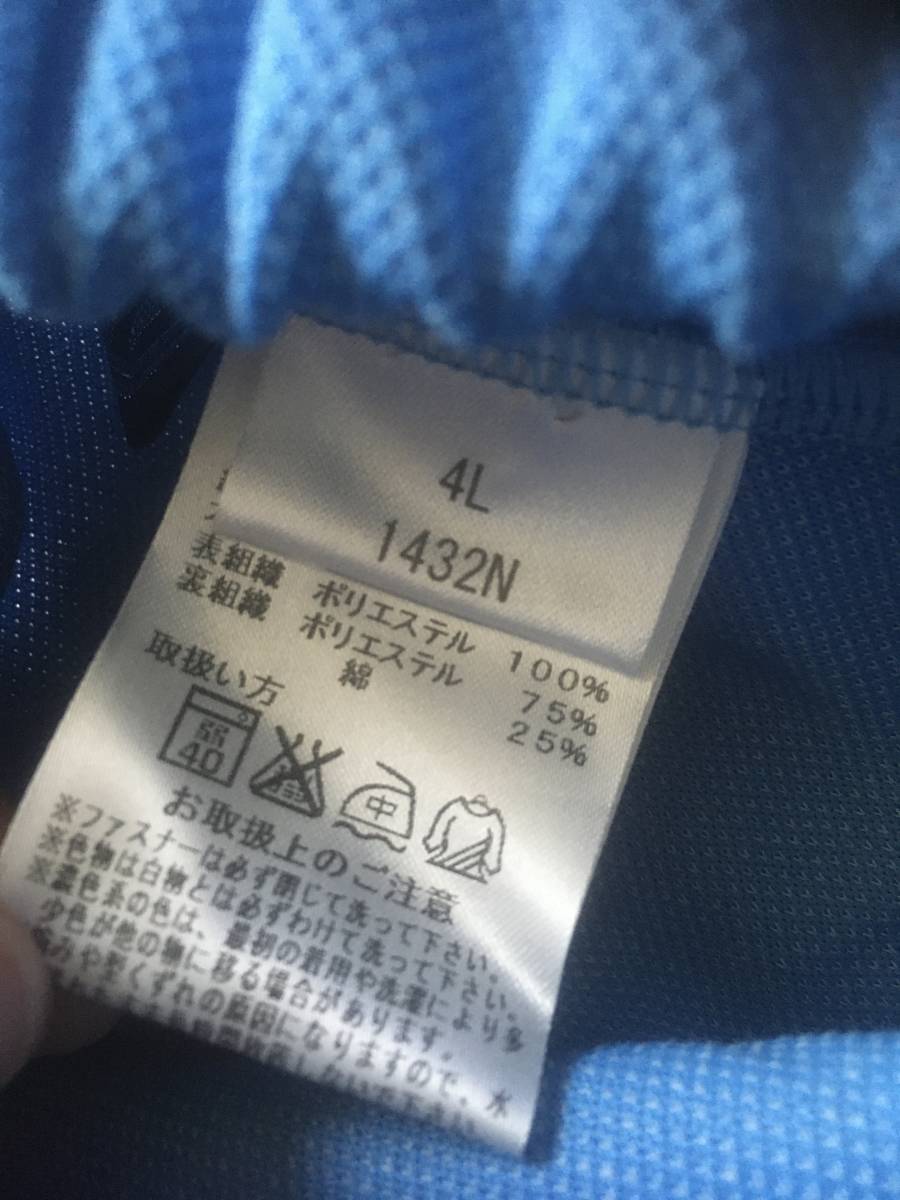 4L
1432N
表組織 ポリエステル 100%
裏組織 ポリエステル 75%
綿 25%
取扱い方
弱
40
中
お取扱上のご注意
※ファスナーは必ず閉じて洗って下さい。
※色物は白物とは必ずわけて洗って下さい。
※濃色系の色は、最初の着用や洗濯により多
少色が他の物に移る場合があります。
みや型くずれの原因になりますので、水